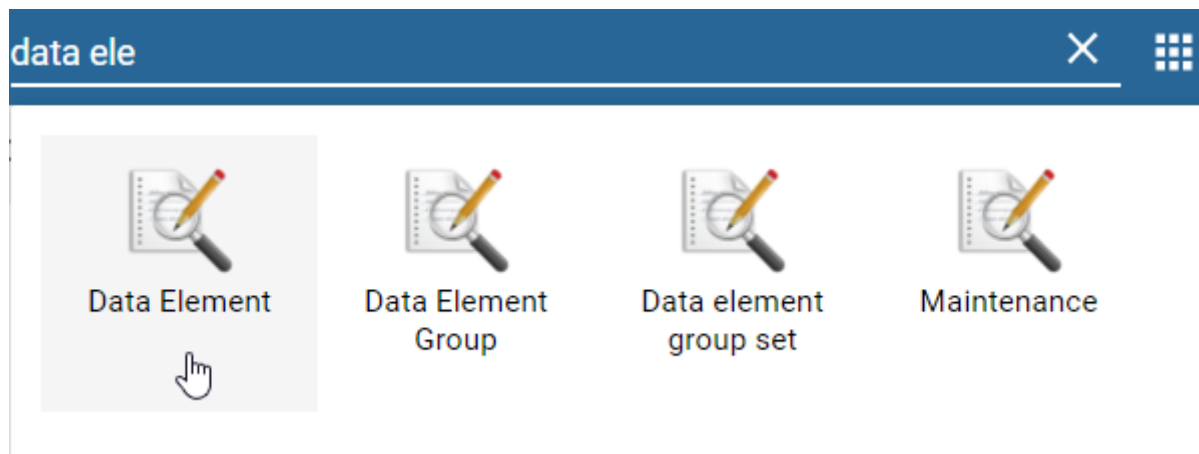 data ele
Data Element
Data Element
Group
Data element
group set
Maintenance